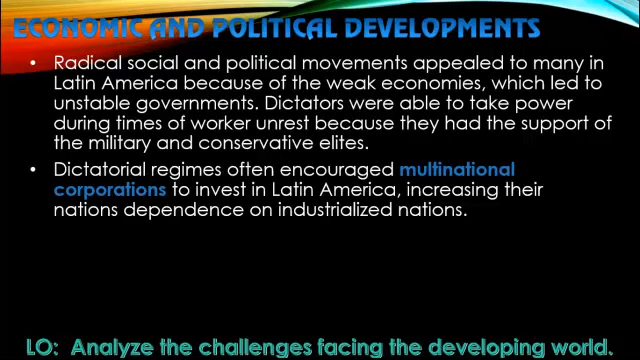 ECONOMIC AND POLITICAL DEVELOPMENTS
• Radical social and political movements appealed to many in
Latin America because of the weak economies, which led to
unstable governments. Dictators were able to take power
during times of worker unrest because they had the support of
the military and conservative elites.
• Dictatorial regimes often encouraged multinational
corporations to invest in Latin America, increasing their
nations dependence on industrialized nations.
LO: Analyze the challenges facing the developing world.